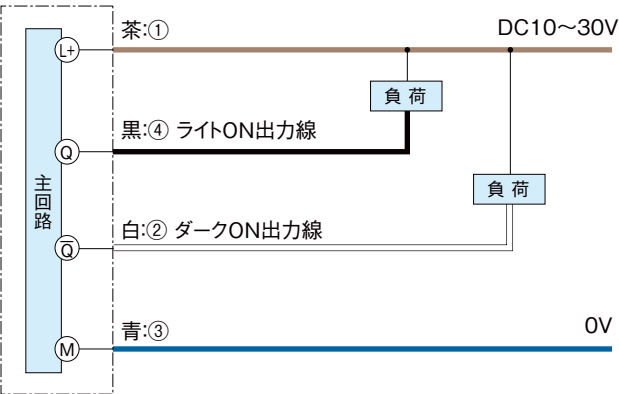 茶:① DC10～30V
L+
負 荷
黒:④ ライトON出力線
Q
主回路
負 荷
白:② ダークON出力線
Q̅
青:③ 0V
M